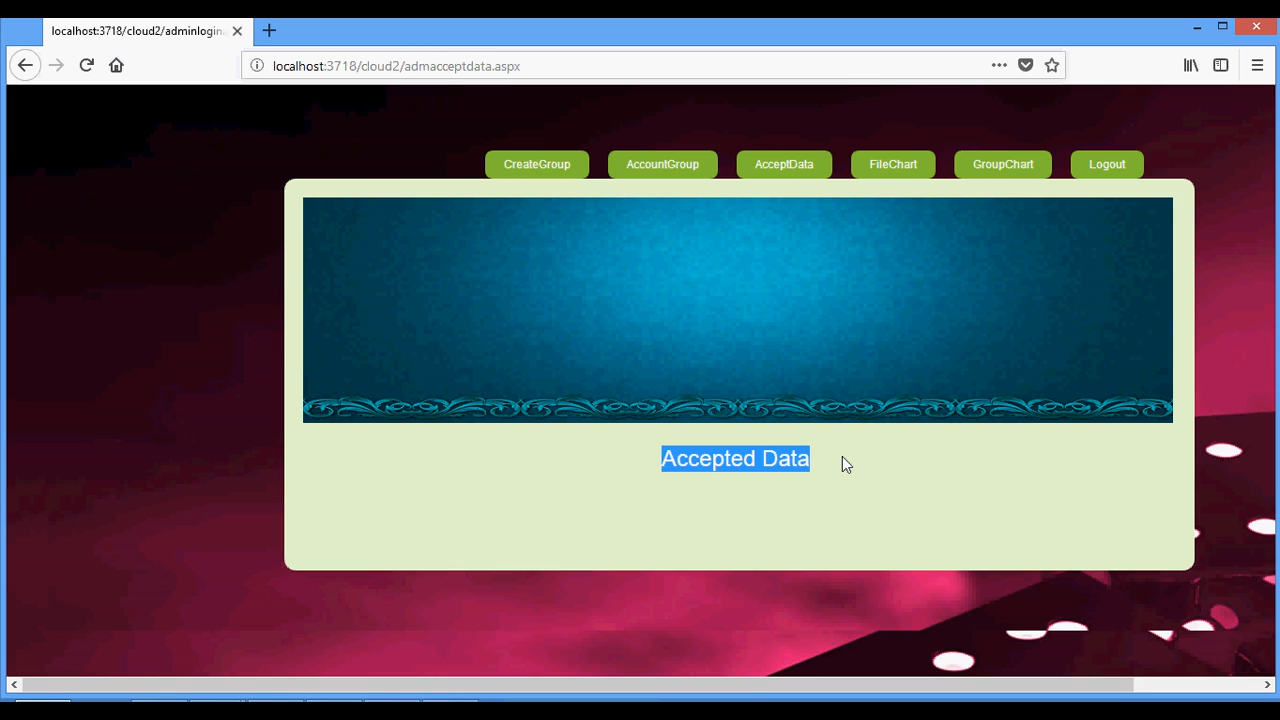 localhost:3718/cloud2/adminlogin
localhost:3718/cloud2/admacceptdata.aspx
CreateGroup
AccountGroup
AcceptData
FileChart
GroupChart
Logout
Accepted Data